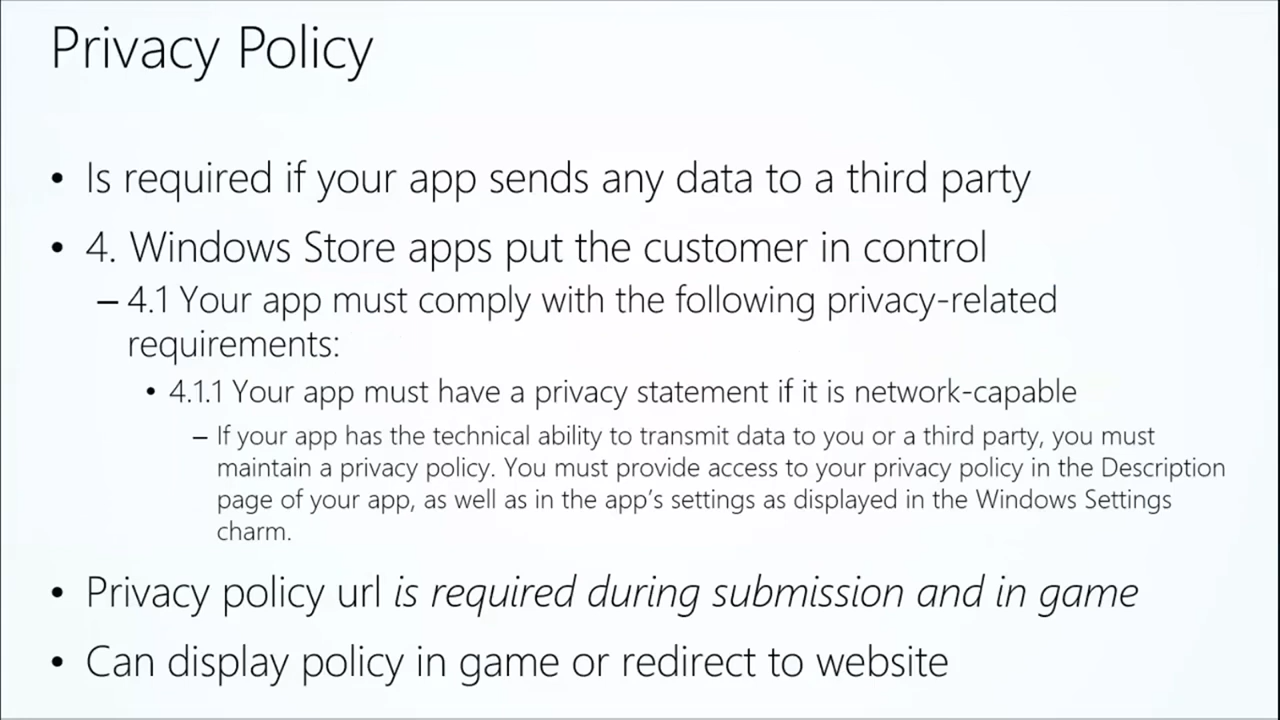 Privacy Policy
• Is required if your app sends any data to a third party
• 4. Windows Store apps put the customer in control
– 4.1 Your app must comply with the following privacy-related
requirements:
• 4.1.1 Your app must have a privacy statement if it is network-capable
– If your app has the technical ability to transmit data to you or a third party, you must
maintain a privacy policy. You must provide access to your privacy policy in the Description
page of your app, as well as in the app’s settings as displayed in the Windows Settings
charm.
• Privacy policy url is required during submission and in game
• Can display policy in game or redirect to website